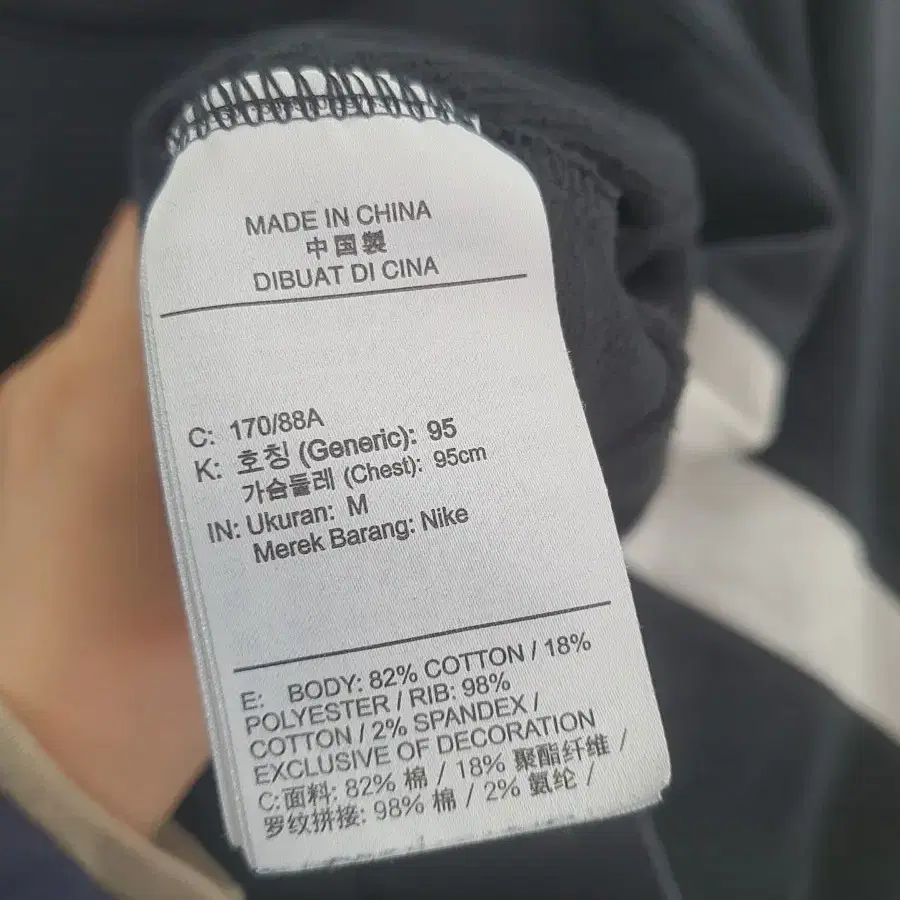 MADE IN CHINA
中国製
DIBUAT DI CINA
C: 170/88A
K: 호칭 (Generic): 95
가슴둘레 (Chest): 95cm
IN: Ukuran: M
Merek Barang: Nike
E: BODY: 82% COTTON / 18%
POLYESTER / RIB: 98%
COTTON / 2% SPANDEX /
EXCLUSIVE OF DECORATION
C:面料: 82% 棉 / 18% 聚酯纤维 /
罗纹拼接: 98% 棉 / 2% 氨纶 /